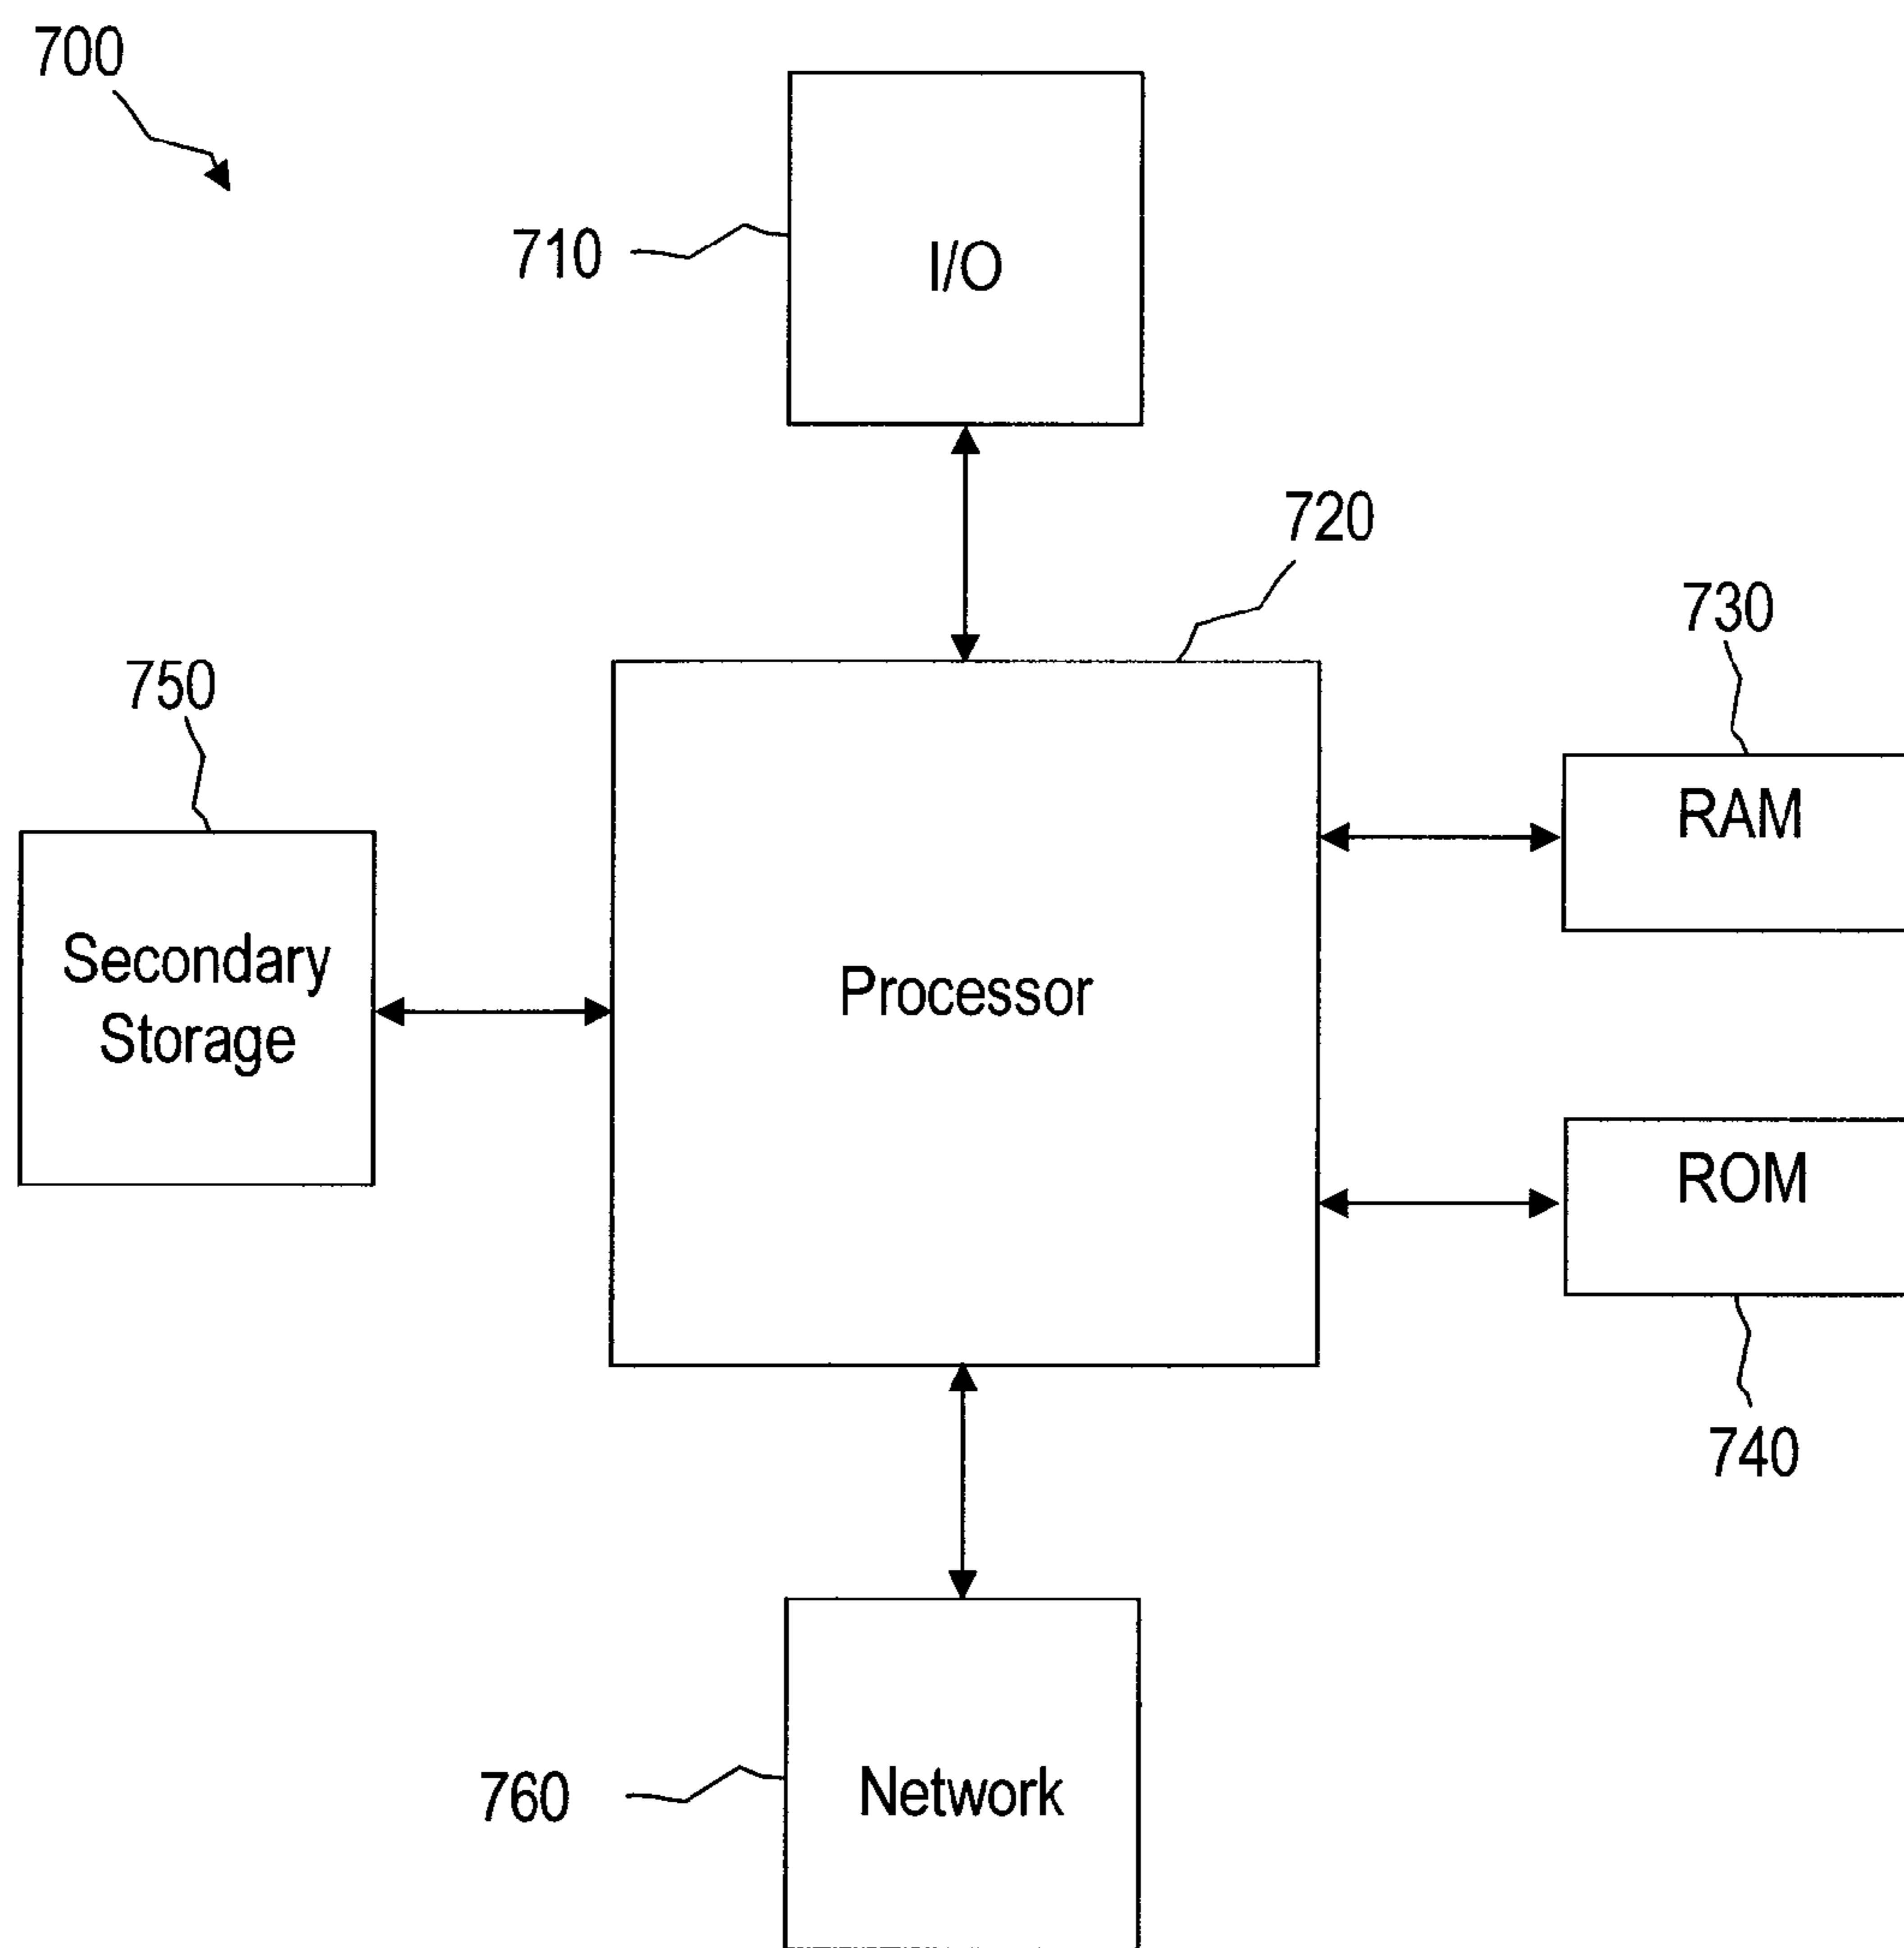 700
710
I/O
720
730
750
RAM
Secondary
Storage
Processor
ROM
740
760
Network